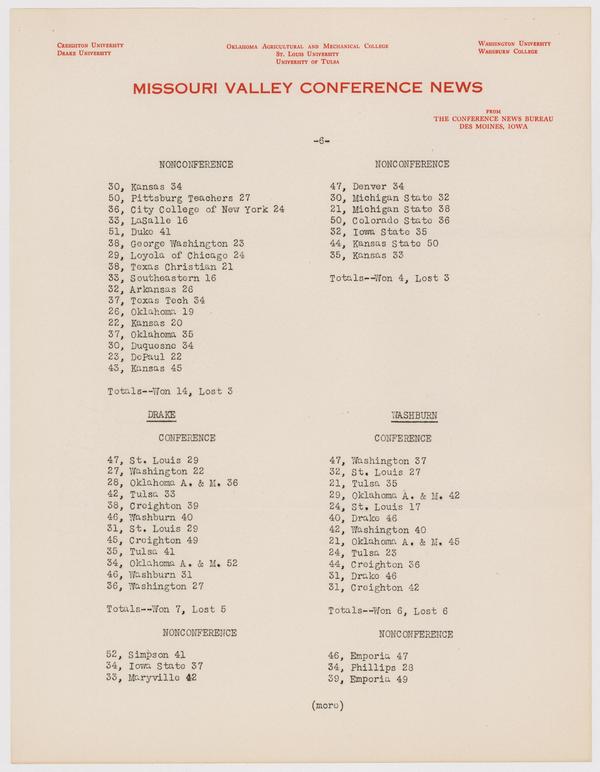 CREIGHTON UNIVERSITY
DRAKE UNIVERSITY
OKLAHOMA AGRICULTURAL AND MECHANICAL COLLEGE
ST. LOUIS UNIVERSITY
UNIVERSITY OF TULSA
WASHINGTON UNIVERSITY
WASHBURN COLLEGE
MISSOURI VALLEY CONFERENCE NEWS
FROM
THE CONFERENCE NEWS BUREAU
DES MOINES, IOWA
-6-
NONCONFERENCE
30, Kansas 34
50, Pittsburg Teachers 27
36, City College of New York 24
33, LaSalle 16
51, Duke 41
38, George Washington 23
29, Loyola of Chicago 24
38, Texas Christian 21
33, Southeastern 16
32, Arkansas 26
37, Texas Tech 34
26, Oklahoma 19
22, Kansas 20
37, Oklahoma 35
30, Duquesne 34
23, DePaul 22
43, Kansas 45
Totals--Won 14, Lost 3
NONCONFERENCE
47, Denver 34
30, Michigan State 32
21, Michigan State 38
50, Colorado State 36
32, Iowa State 35
44, Kansas State 50
35, Kansas 33
Totals--Won 4, Lost 3
DRAKE
CONFERENCE
47, St. Louis 29
27, Washington 22
28, Oklahoma A. & M. 36
42, Tulsa 33
38, Creighton 39
46, Washburn 40
31, St. Louis 29
45, Creighton 49
35, Tulsa 41
34, Oklahoma A. & M. 52
46, Washburn 31
36, Washington 27
Totals--Won 7, Lost 5
NONCONFERENCE
52, Simpson 41
34, Iowa State 37
33, Maryville 42
WASHBURN
CONFERENCE
47, Washington 37
32, St. Louis 27
21, Tulsa 35
29, Oklahoma A. & M. 42
24, St. Louis 17
40, Drake 46
42, Washington 40
21, Oklahoma A. & M. 45
24, Tulsa 23
44, Creighton 36
31, Drake 46
31, Creighton 42
Totals--Won 6, Lost 6
NONCONFERENCE
46, Emporia 47
34, Phillips 28
39, Emporia 49
(more)